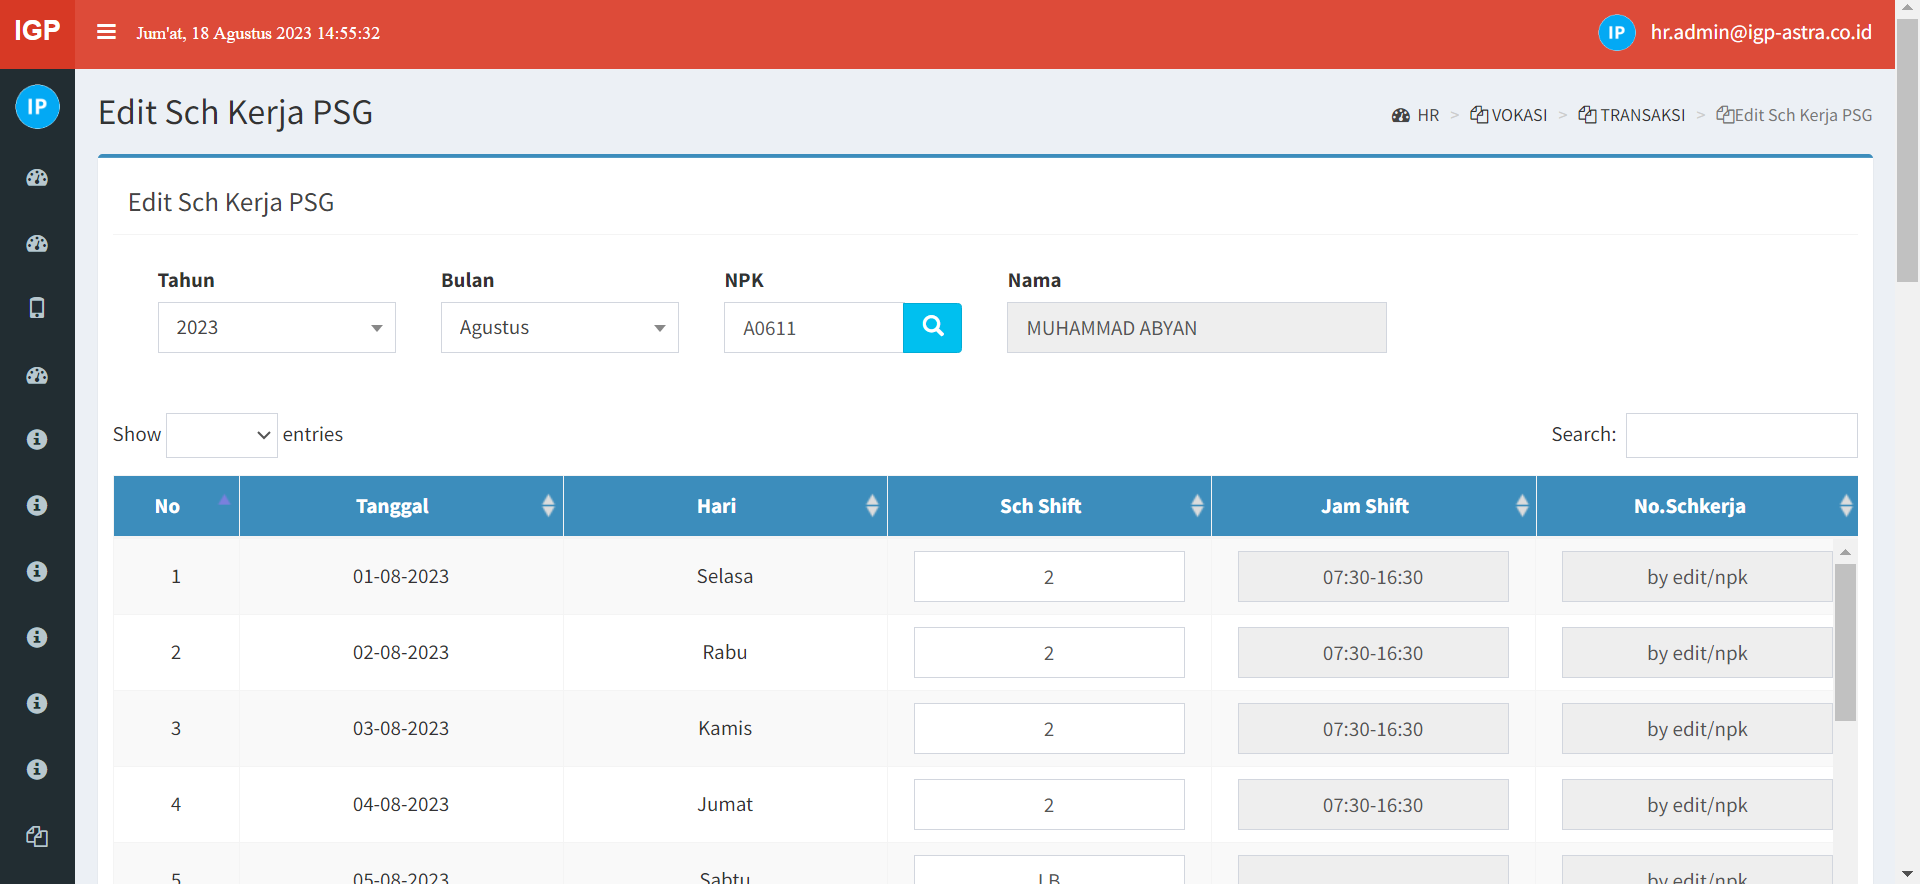 IGP
Jum'at, 18 Agustus 2023 14:55:32
IP hr.admin@igp-astra.co.id
IP
Edit Sch Kerja PSG
HR > VOKASI > TRANSAKSI > Edit Sch Kerja PSG
Edit Sch Kerja PSG
Tahun Bulan NPK Nama
2023 Agustus A0611 MUHAMMAD ABYAN
Show entries Search:
No Tanggal Hari Sch Shift Jam Shift No.Schkerja
1 01-08-2023 Selasa 2 07:30-16:30 by edit/npk
2 02-08-2023 Rabu 2 07:30-16:30 by edit/npk
3 03-08-2023 Kamis 2 07:30-16:30 by edit/npk
4 04-08-2023 Jumat 2 07:30-16:30 by edit/npk
5 05-08-2023 Sabtu LB by edit/npk